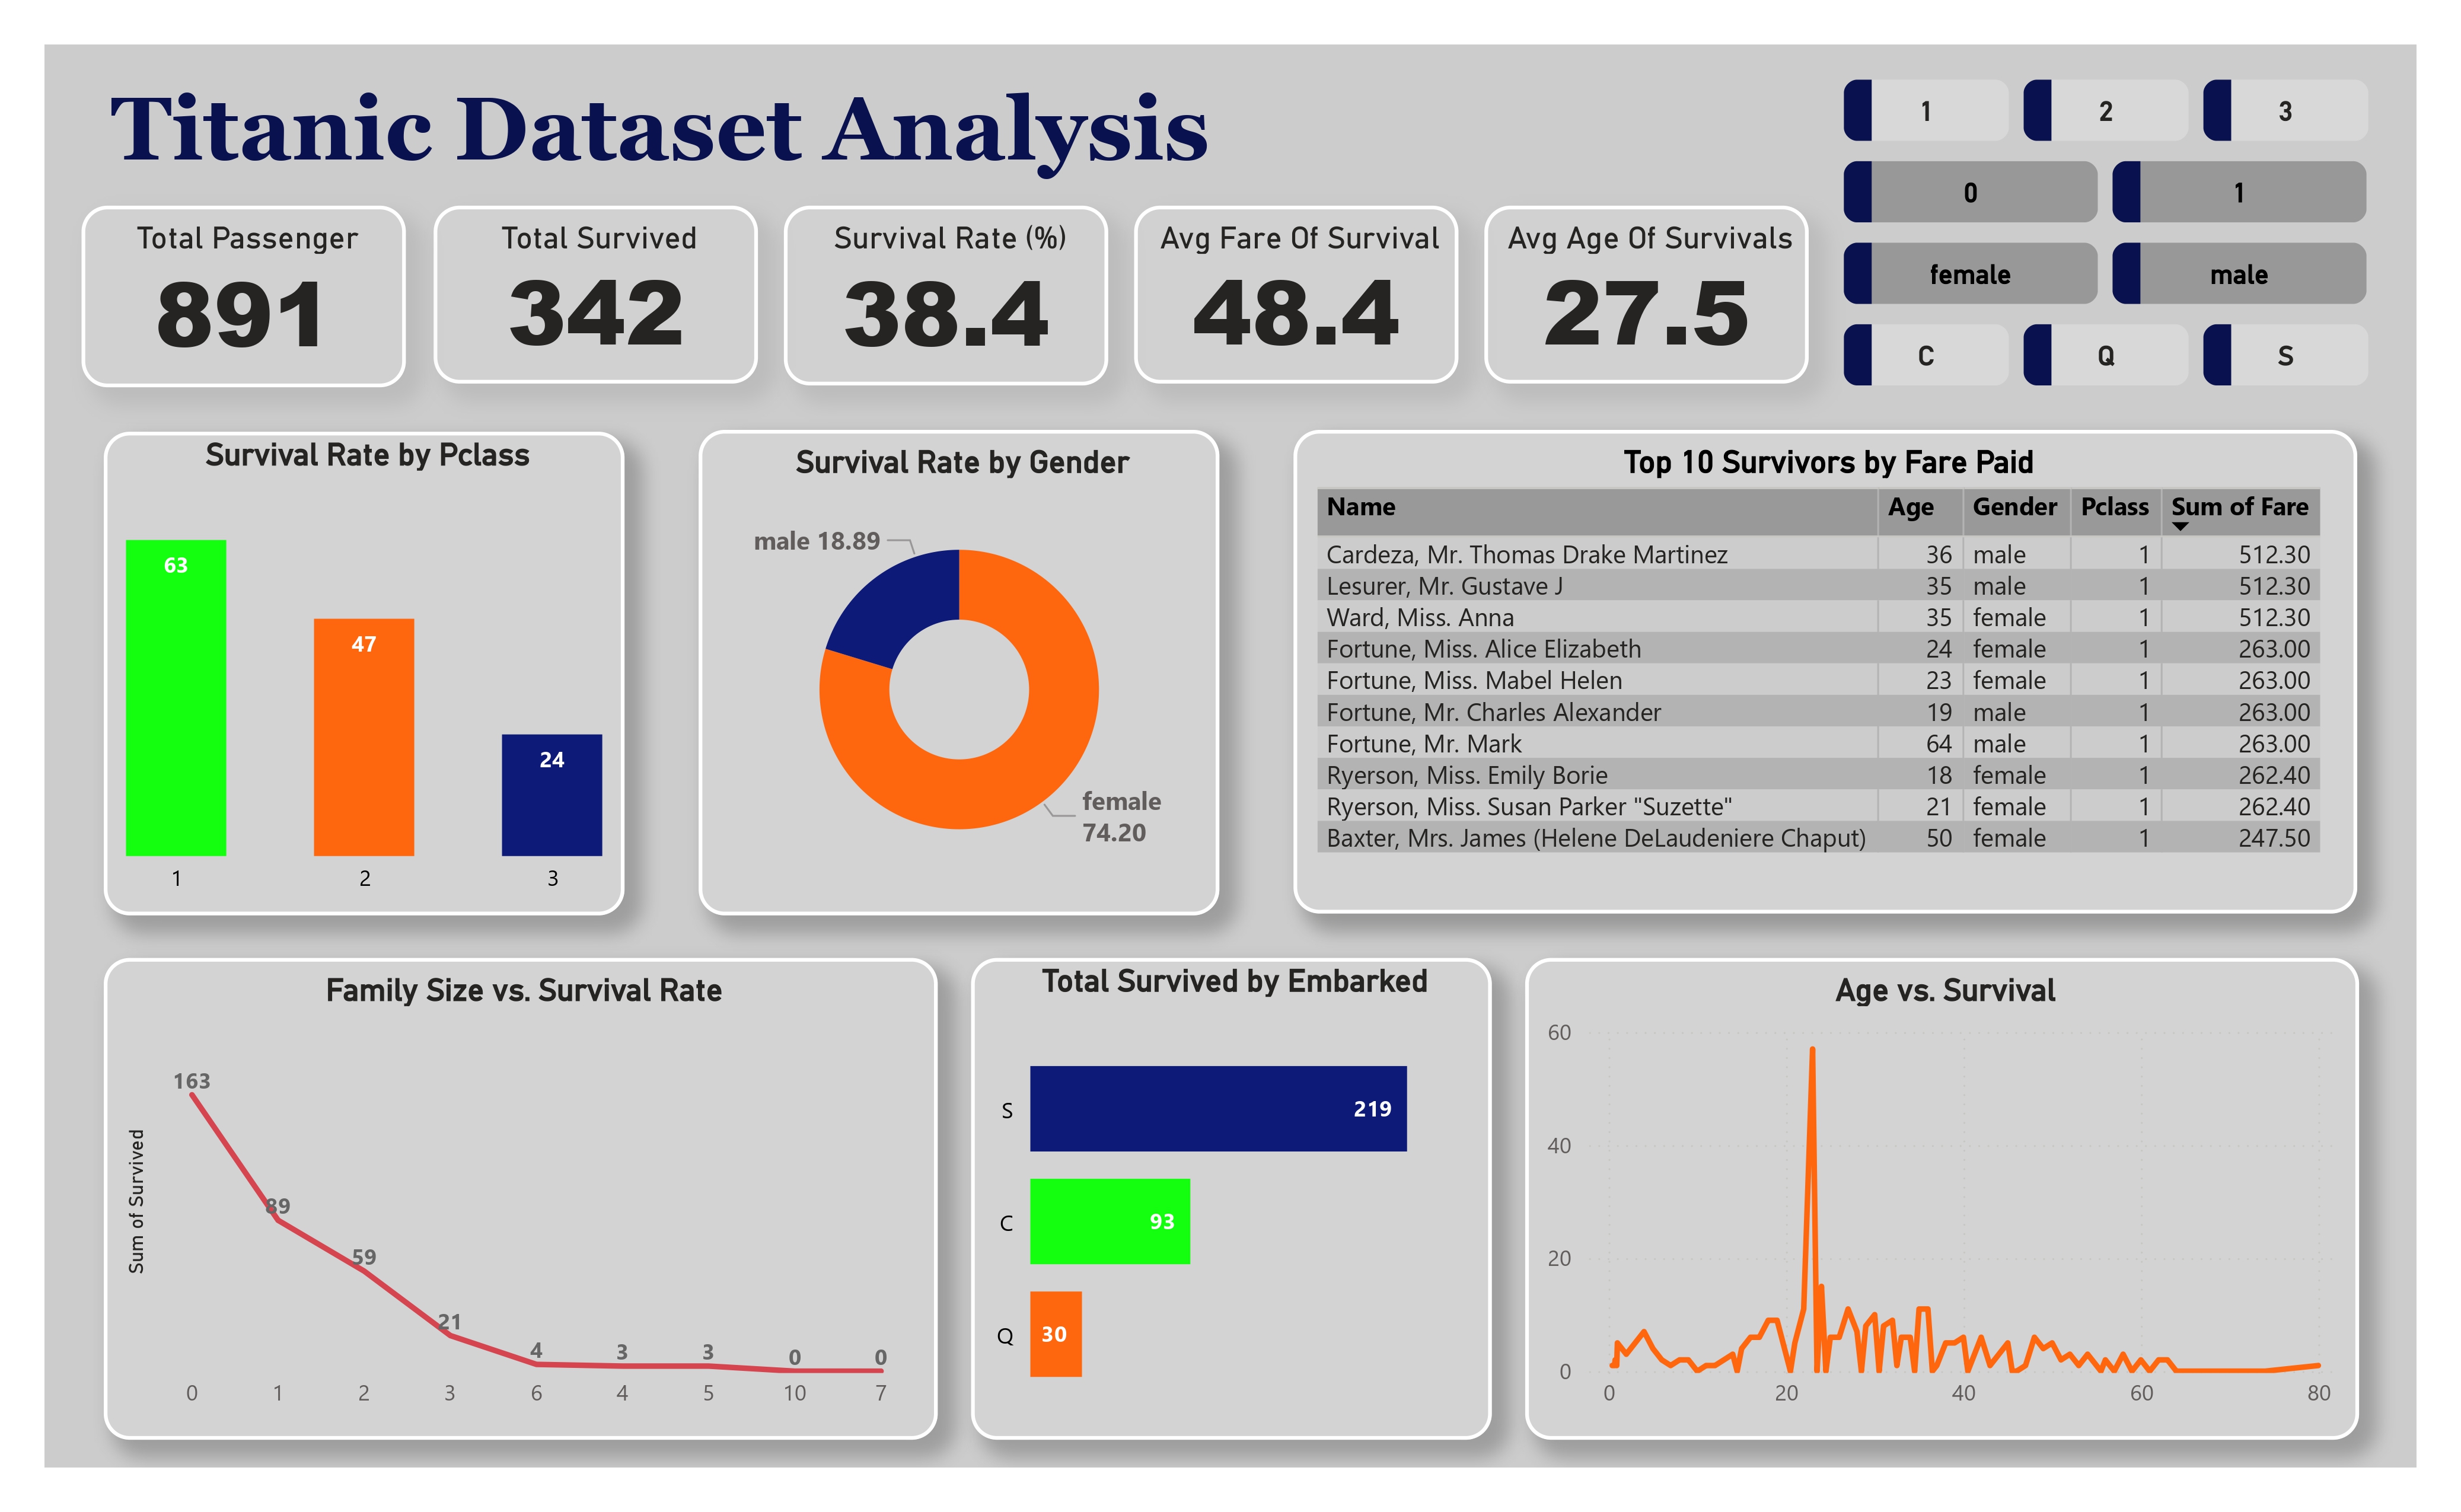 Titanic Dataset Analysis
1 2 3
0 1
female male
C Q S
Total Passenger
891
Total Survived
342
Survival Rate (%)
38.4
Avg Fare Of Survival
48.4
Avg Age Of Survivals
27.5
Survival Rate by Pclass
63
47
24
1 2 3
Survival Rate by Gender
male 18.89
female
74.20
Top 10 Survivors by Fare Paid
Name Age Gender Pclass Sum of Fare
Cardeza, Mr. Thomas Drake Martinez 36 male 1 512.30
Lesurer, Mr. Gustave J 35 male 1 512.30
Ward, Miss. Anna 35 female 1 512.30
Fortune, Miss. Alice Elizabeth 24 female 1 263.00
Fortune, Miss. Mabel Helen 23 female 1 263.00
Fortune, Mr. Charles Alexander 19 male 1 263.00
Fortune, Mr. Mark 64 male 1 263.00
Ryerson, Miss. Emily Borie 18 female 1 262.40
Ryerson, Miss. Susan Parker "Suzette" 21 female 1 262.40
Baxter, Mrs. James (Helene DeLaudeniere Chaput) 50 female 1 247.50
Family Size vs. Survival Rate
Sum of Survived
163
89
59
21
4 3 3 0 0
0 1 2 3 6 4 5 10 7
Total Survived by Embarked
S 219
C 93
Q 30
Age vs. Survival
60
40
20
0
0 20 40 60 80